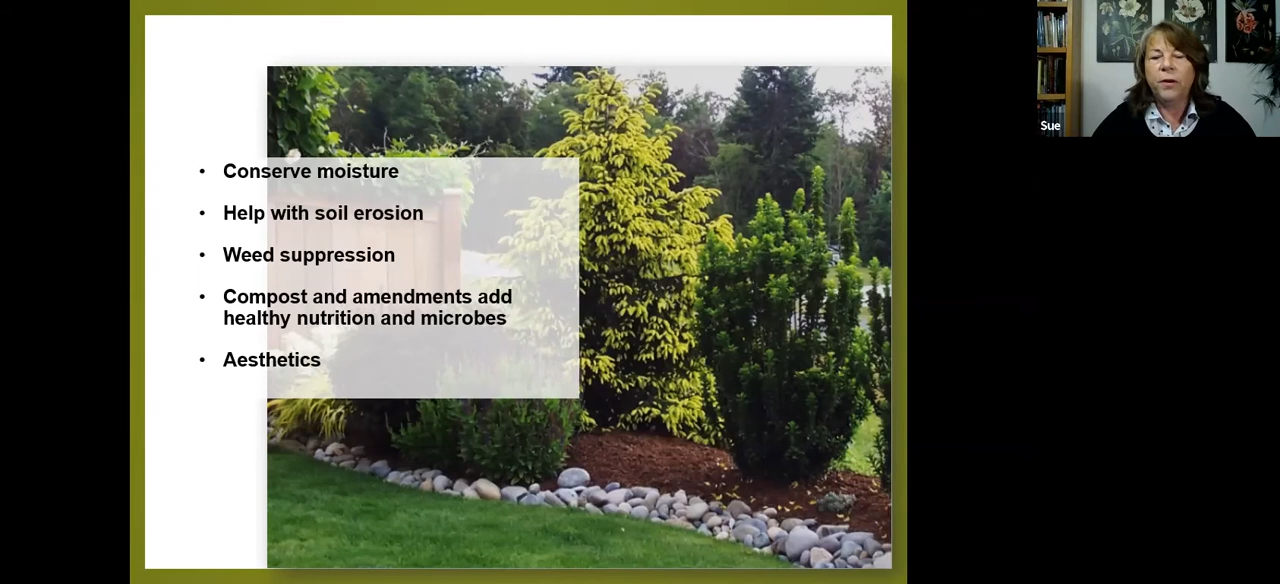 • Conserve moisture
• Help with soil erosion
• Weed suppression
• Compost and amendments add
healthy nutrition and microbes
• Aesthetics
Sue